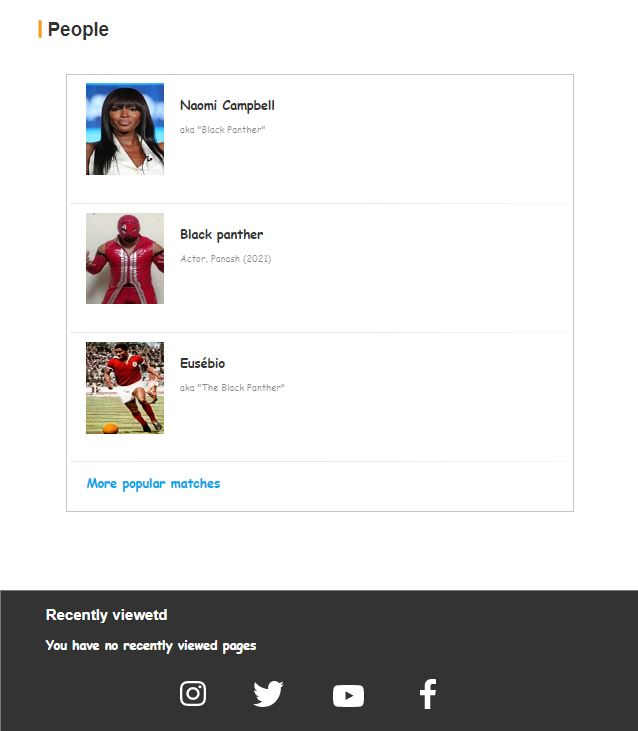 People
Naomi Campbell
aka "Black Panther"
Black panther
Actor, Panash (2021)
Eusébio
aka "The Black Panther"
More popular matches
Recently viewetd
You have no recently viewed pages